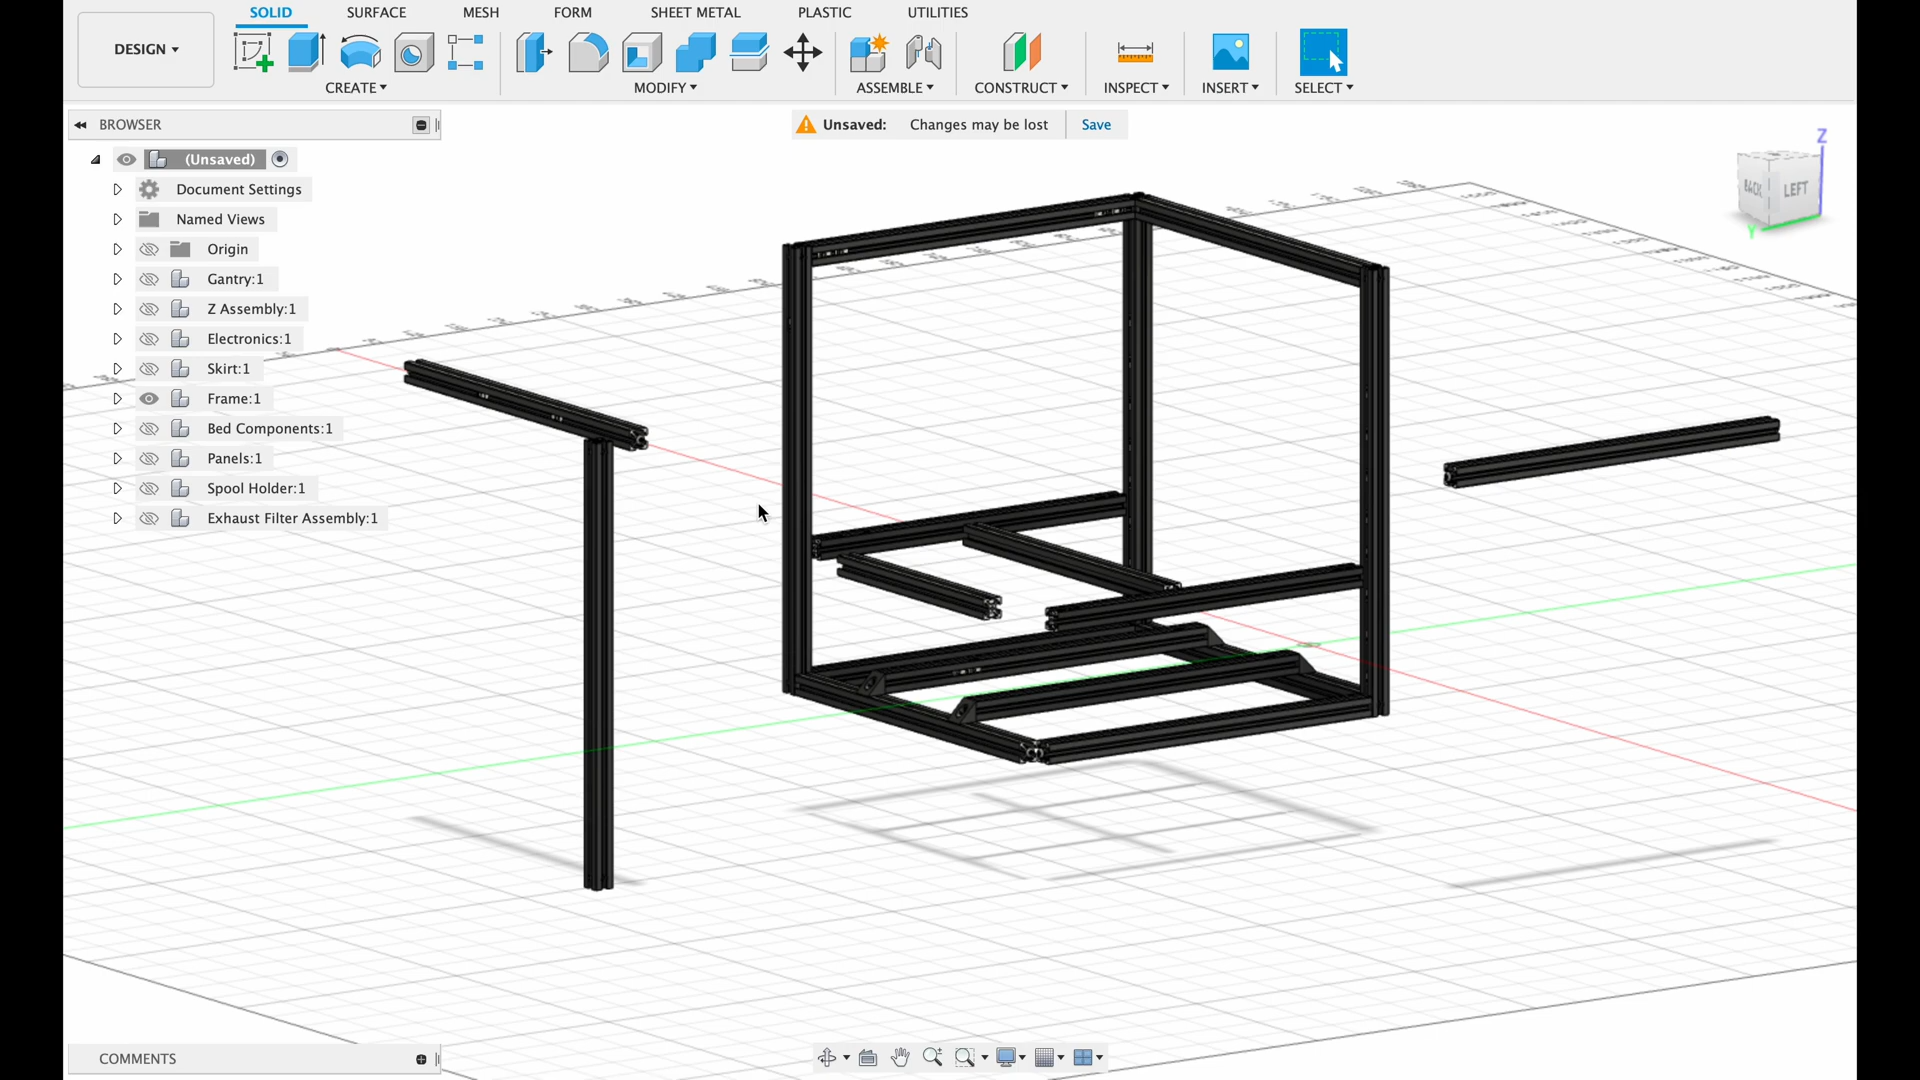 SOLID SURFACE MESH FORM SHEET METAL PLASTIC UTILITIES
DESIGN
CREATE MODIFY ASSEMBLE CONSTRUCT INSPECT INSERT SELECT
BROWSER
Unsaved: Changes may be lost Save
(Unsaved)
Document Settings
Named Views
Origin
Gantry:1
Z Assembly:1
Electronics:1
Skirt:1
Frame:1
Bed Components:1
Panels:1
Spool Holder:1
Exhaust Filter Assembly:1
Z
BACK LEFT
Y
COMMENTS